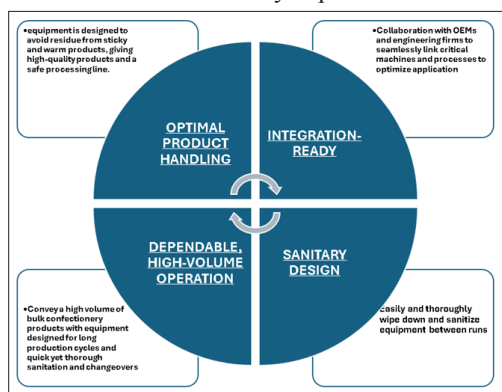 •equipment is designed to
avoid residue from sticky
and warm products, giving
high-quality products and a
safe processing line.
•Collaboration with OEMs
and engineering firms to
seamlessly link critical
machines and processes to
optimize application
OPTIMAL
PRODUCT
HANDLING
INTEGRATION-
READY
DEPENDABLE,
HIGH-VOLUME
OPERATION
SANITARY
DESIGN
•Convey a high volume of
bulk confectionery
products with equipment
designed for long
production cycles and
quick yet thorough
sanitation and changeovers
Easily and thoroughly
wipe down and sanitize
equipment between runs